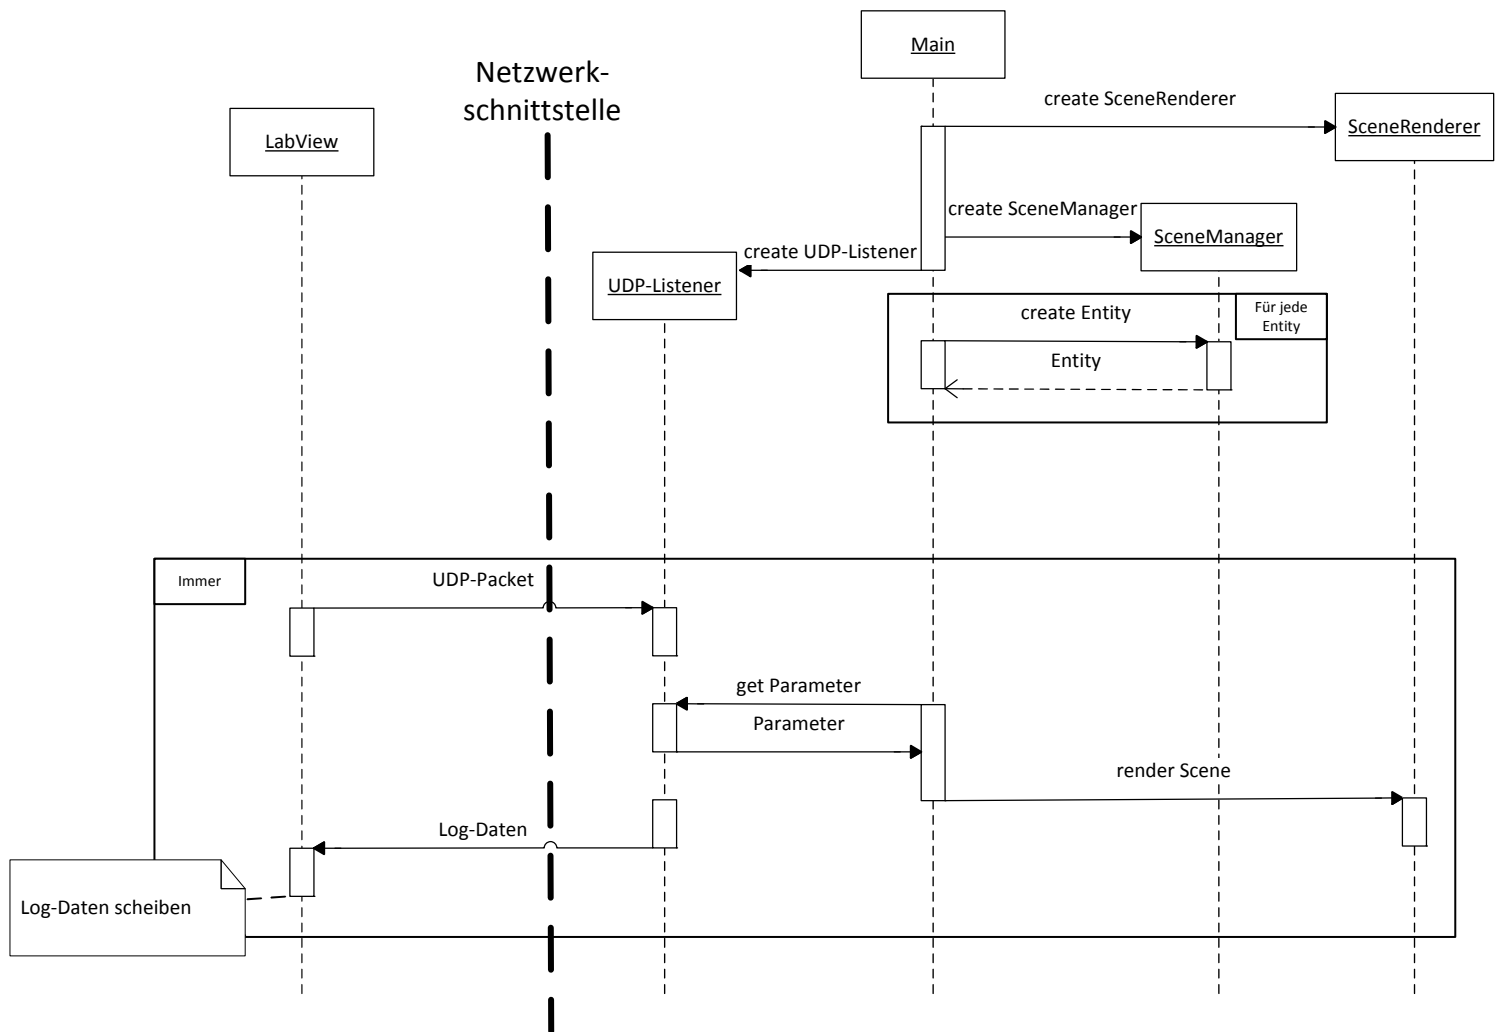 Main
Netzwerk-
schnittstelle
create SceneRenderer
LabView
SceneRenderer
create SceneManager
SceneManager
create UDP-Listener
UDP-Listener
Für jede
Entity
create Entity
Entity
Immer
UDP-Packet
get Parameter
Parameter
render Scene
Log-Daten
Log-Daten scheiben